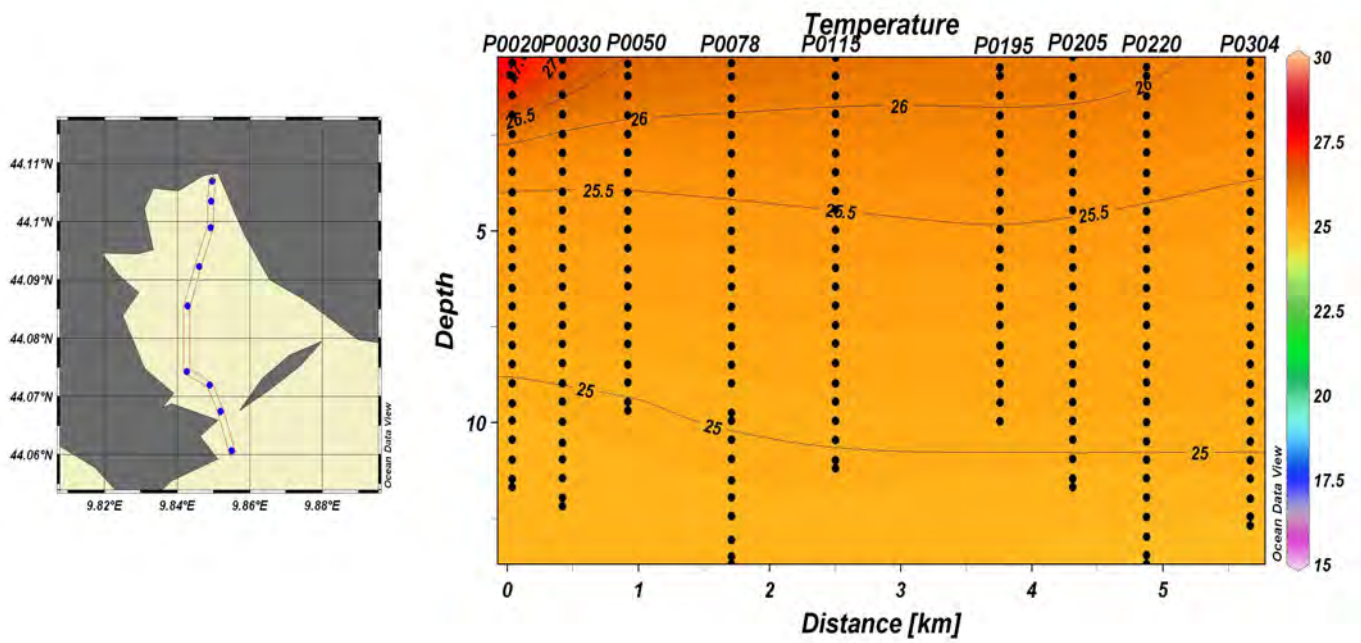 Temperature
P0020 P0030 P0050 P0078 P0115 P0195 P0205 P0220 P0304
27.5
26.5
26
26
26
25.5
25.5
25.5
25
25
25
5
10
Depth
0 1 2 3 4 5
Distance [km]
30
27.5
25
22.5
20
17.5
15
Ocean Data View
44.11°N
44.1°N
44.09°N
44.08°N
44.07°N
44.06°N
9.82°E 9.84°E 9.86°E 9.88°E
Ocean Data View